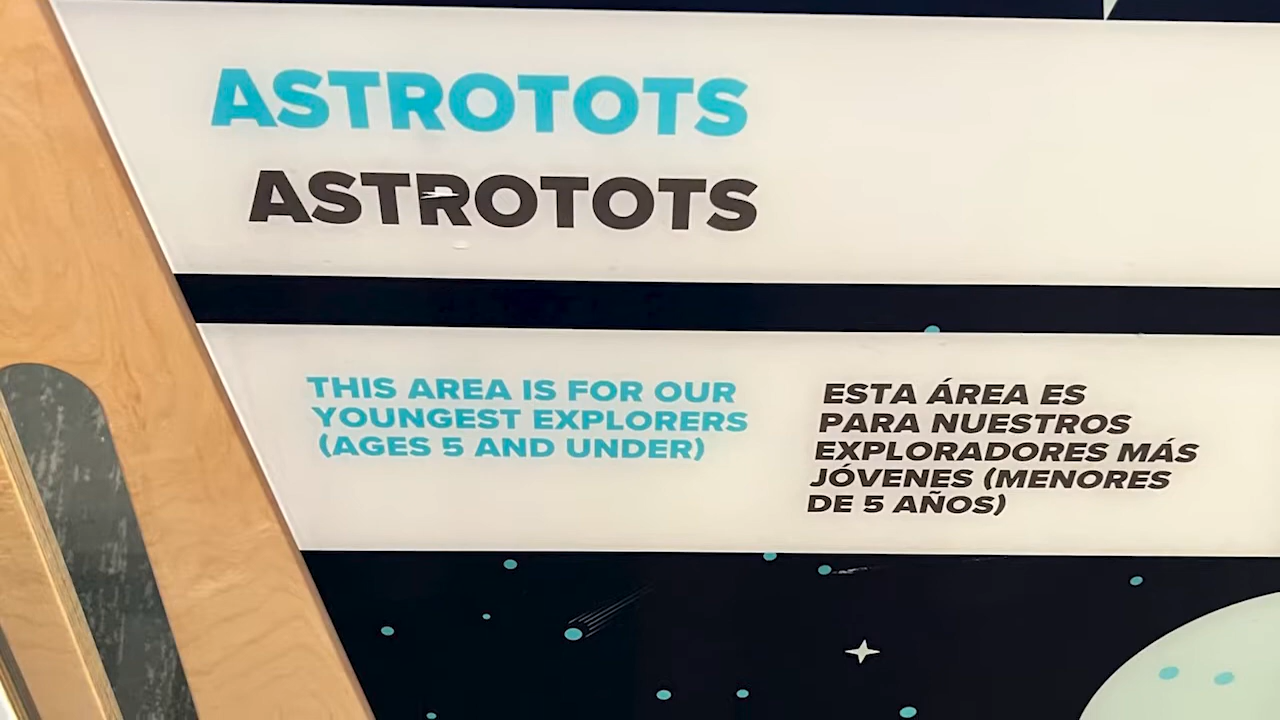 ASTROTOTS
ASTROTOTS
THIS AREA IS FOR OUR
YOUNGEST EXPLORERS
(AGES 5 AND UNDER)
ESTA ÁREA ES
PARA NUESTROS
EXPLORADORES MÁS
JÓVENES (MENORES
DE 5 AÑOS)